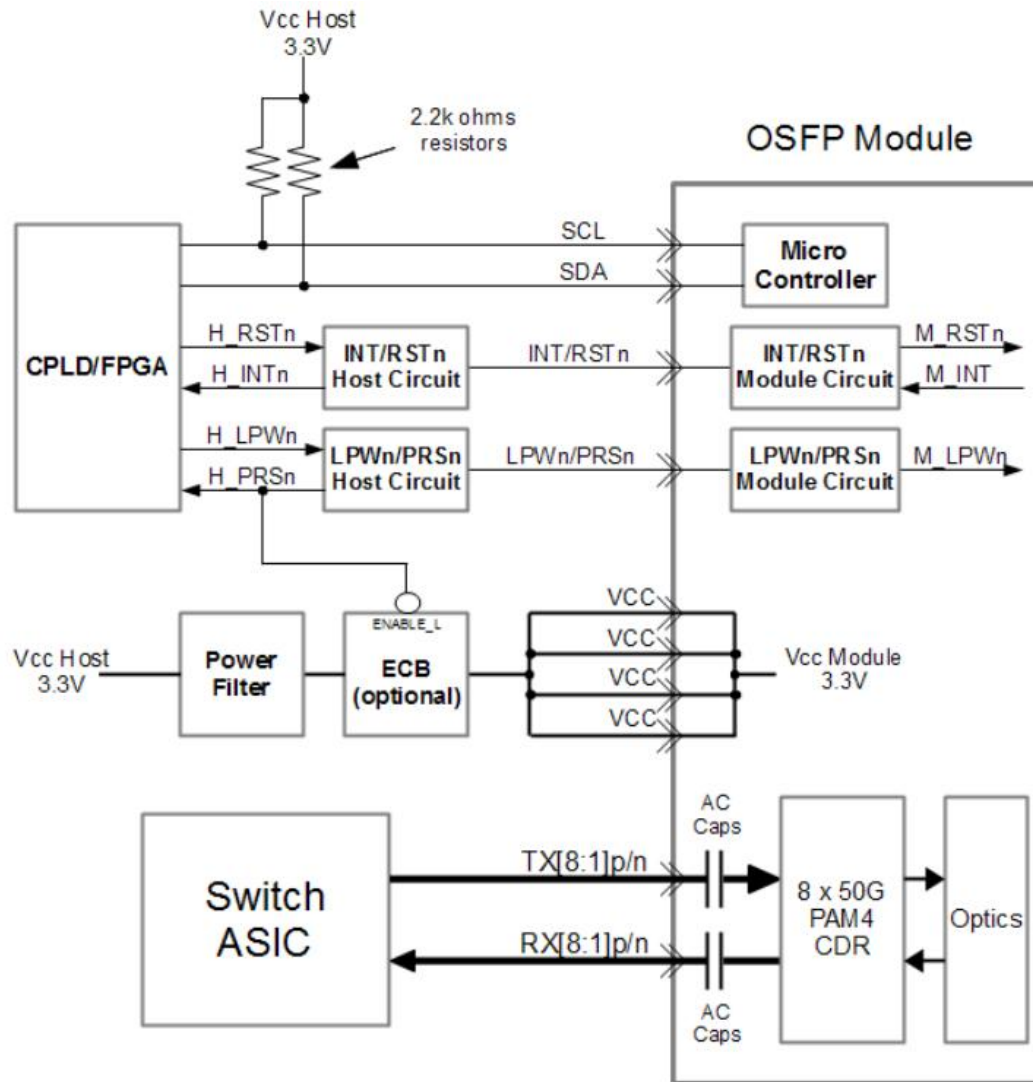 Vcc Host
3.3V
2.2k ohms
resistors
OSFP Module
SCL
SDA
Micro
Controller
CPLD/FPGA
H_RSTn
H_INTn
INT/RSTn
Host Circuit
INT/RSTn
INT/RSTn
Module Circuit
M_RSTn
M_INT
H_LPWn
H_PRSn
LPWn/PRSn
Host Circuit
LPWn/PRSn
LPWn/PRSn
Module Circuit
M_LPWn
Vcc Host
3.3V
Power
Filter
ENABLE_L
ECB
(optional)
VCC
VCC
VCC
VCC
Vcc Module
3.3V
Switch
ASIC
TX[8:1]p/n
RX[8:1]p/n
AC
Caps
AC
Caps
8 x 50G
PAM4
CDR
Optics